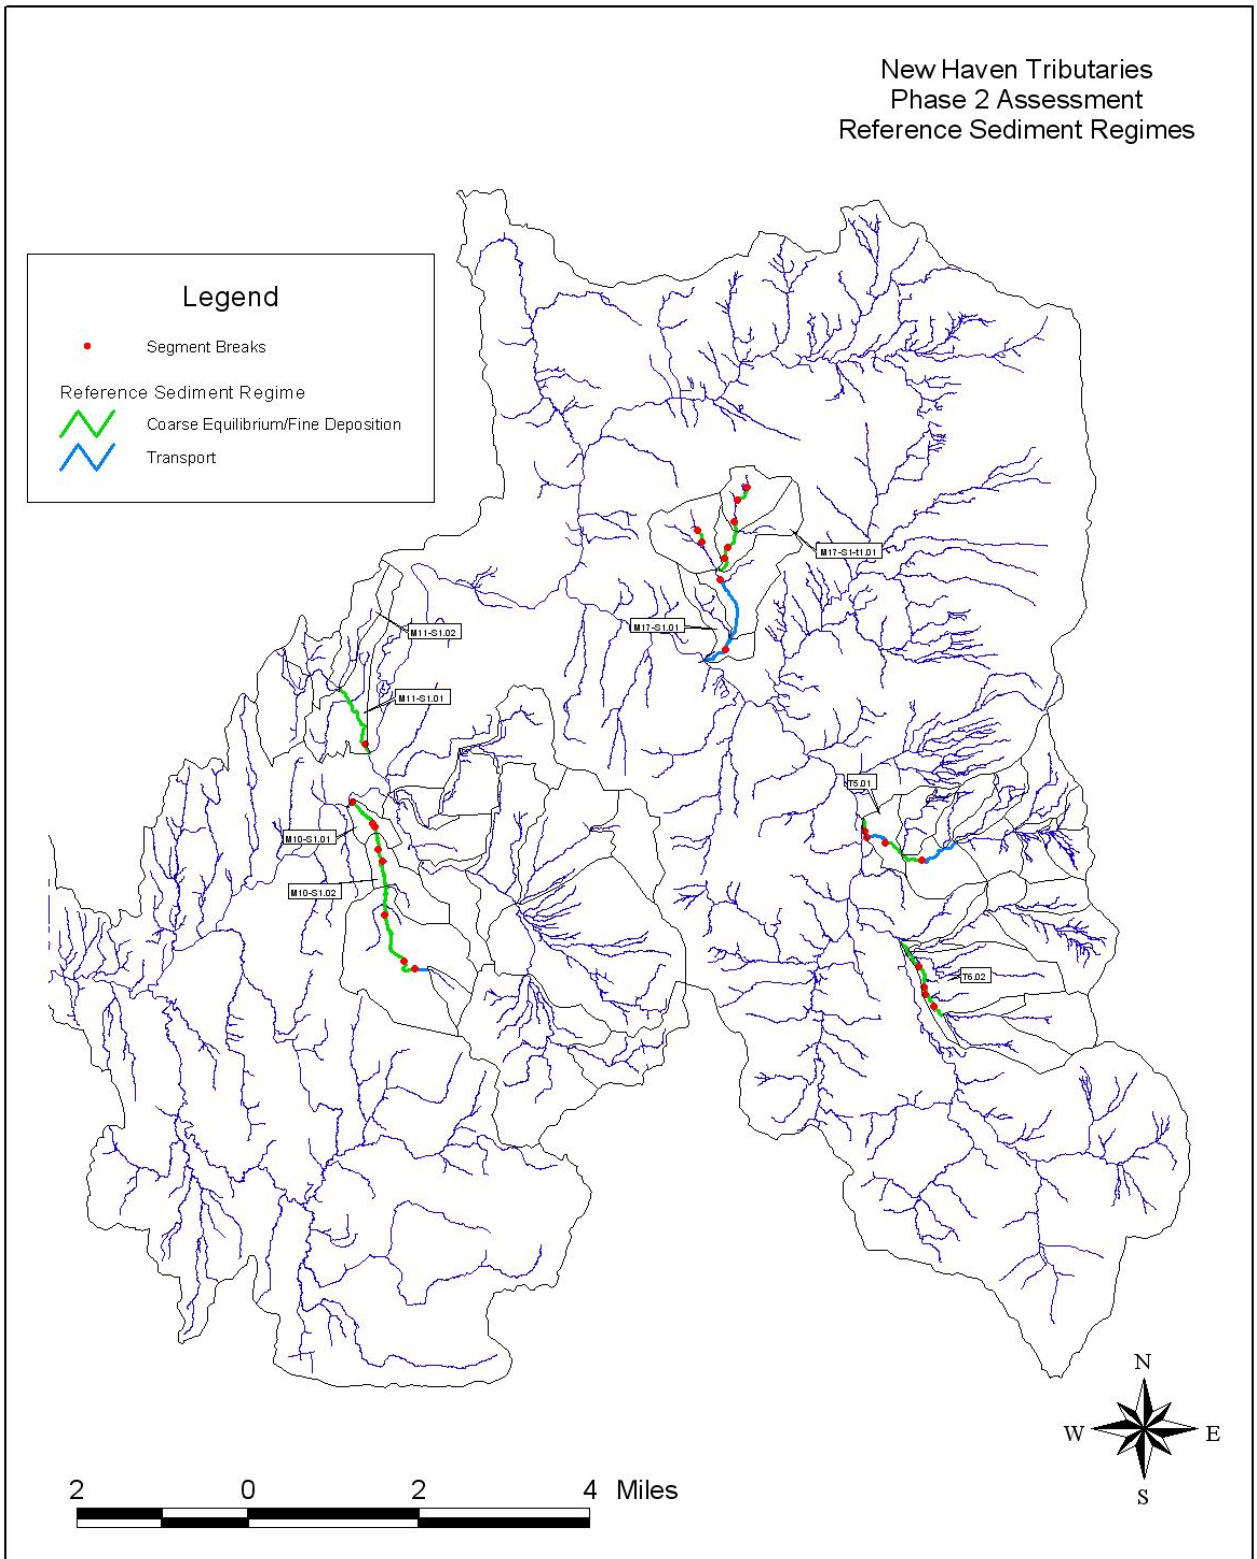 New Haven Tributaries
Phase 2 Assessment
Reference Sediment Regimes
Legend
Segment Breaks
Reference Sediment Regime
Coarse Equilibrium/Fine Deposition
Transport
M17-S1-t1.01
M17-S1.01
M11-S1.02
M11-S1.01
T5.01
M10-S1.01
M10-S1.02
T6.02
N
W E
S
2 0 2 4 Miles